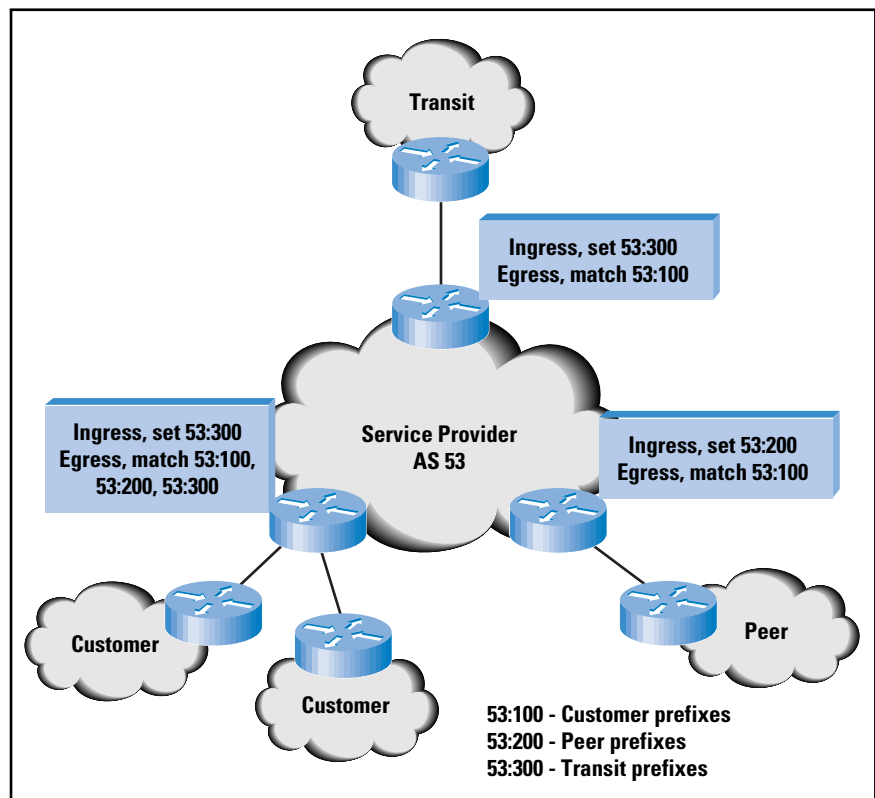 Transit
Ingress, set 53:300
Egress, match 53:100
Ingress, set 53:300
Egress, match 53:100,
53:200, 53:300
Service Provider
AS 53
Ingress, set 53:200
Egress, match 53:100
Customer
Customer
Peer
53:100 - Customer prefixes
53:200 - Peer prefixes
53:300 - Transit prefixes